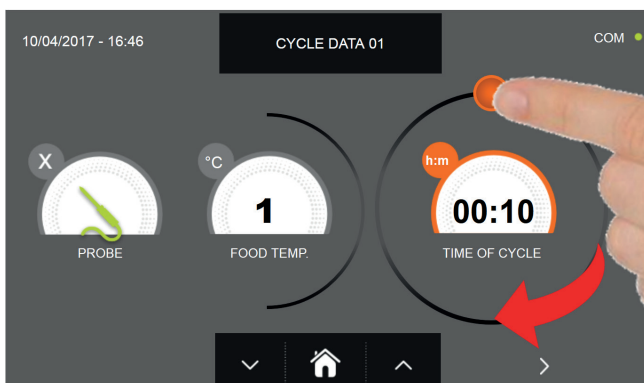 10/04/2017 - 16:46
CYCLE DATA 01
COM
X
°C
h:m
1
00:10
PROBE
FOOD TEMP.
TIME OF CYCLE